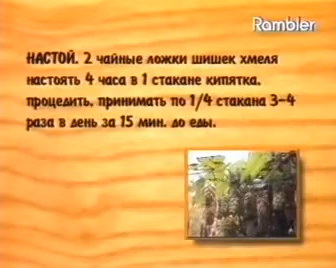 Rambler
НАСТОЙ. 2 чайные ложки шишек хмеля
настоять 4 часа в 1 стакане кипятка,
процедить, принимать по 1/4 стакана 3-4
раза в день за 15 мин. до еды.